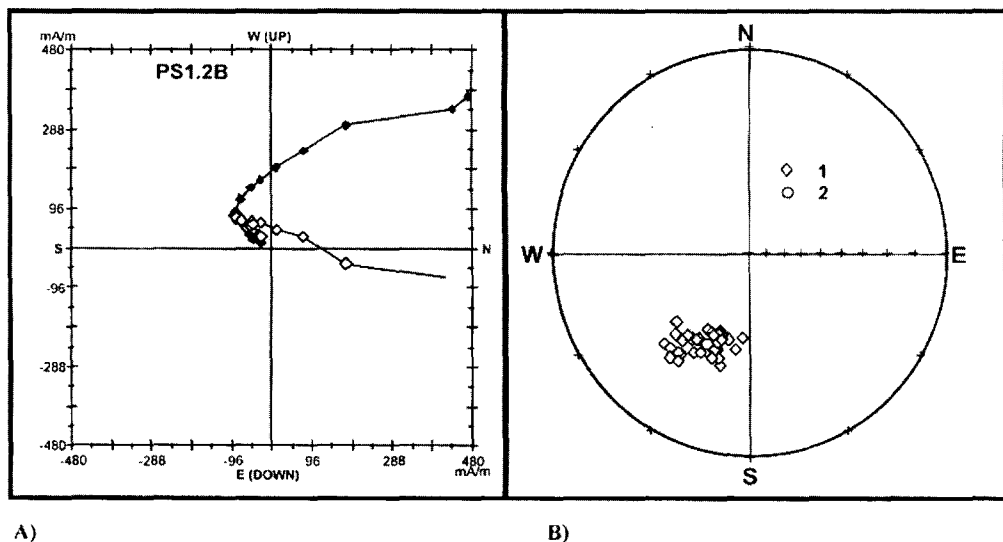 mA/m
W (UP)
480
PS1.2B
288
96
S
N
-96
-288
-480
-480
-288
-96
96
288
480
E (DOWN)
mA/m
A)
N
1
2
W
E
S
B)